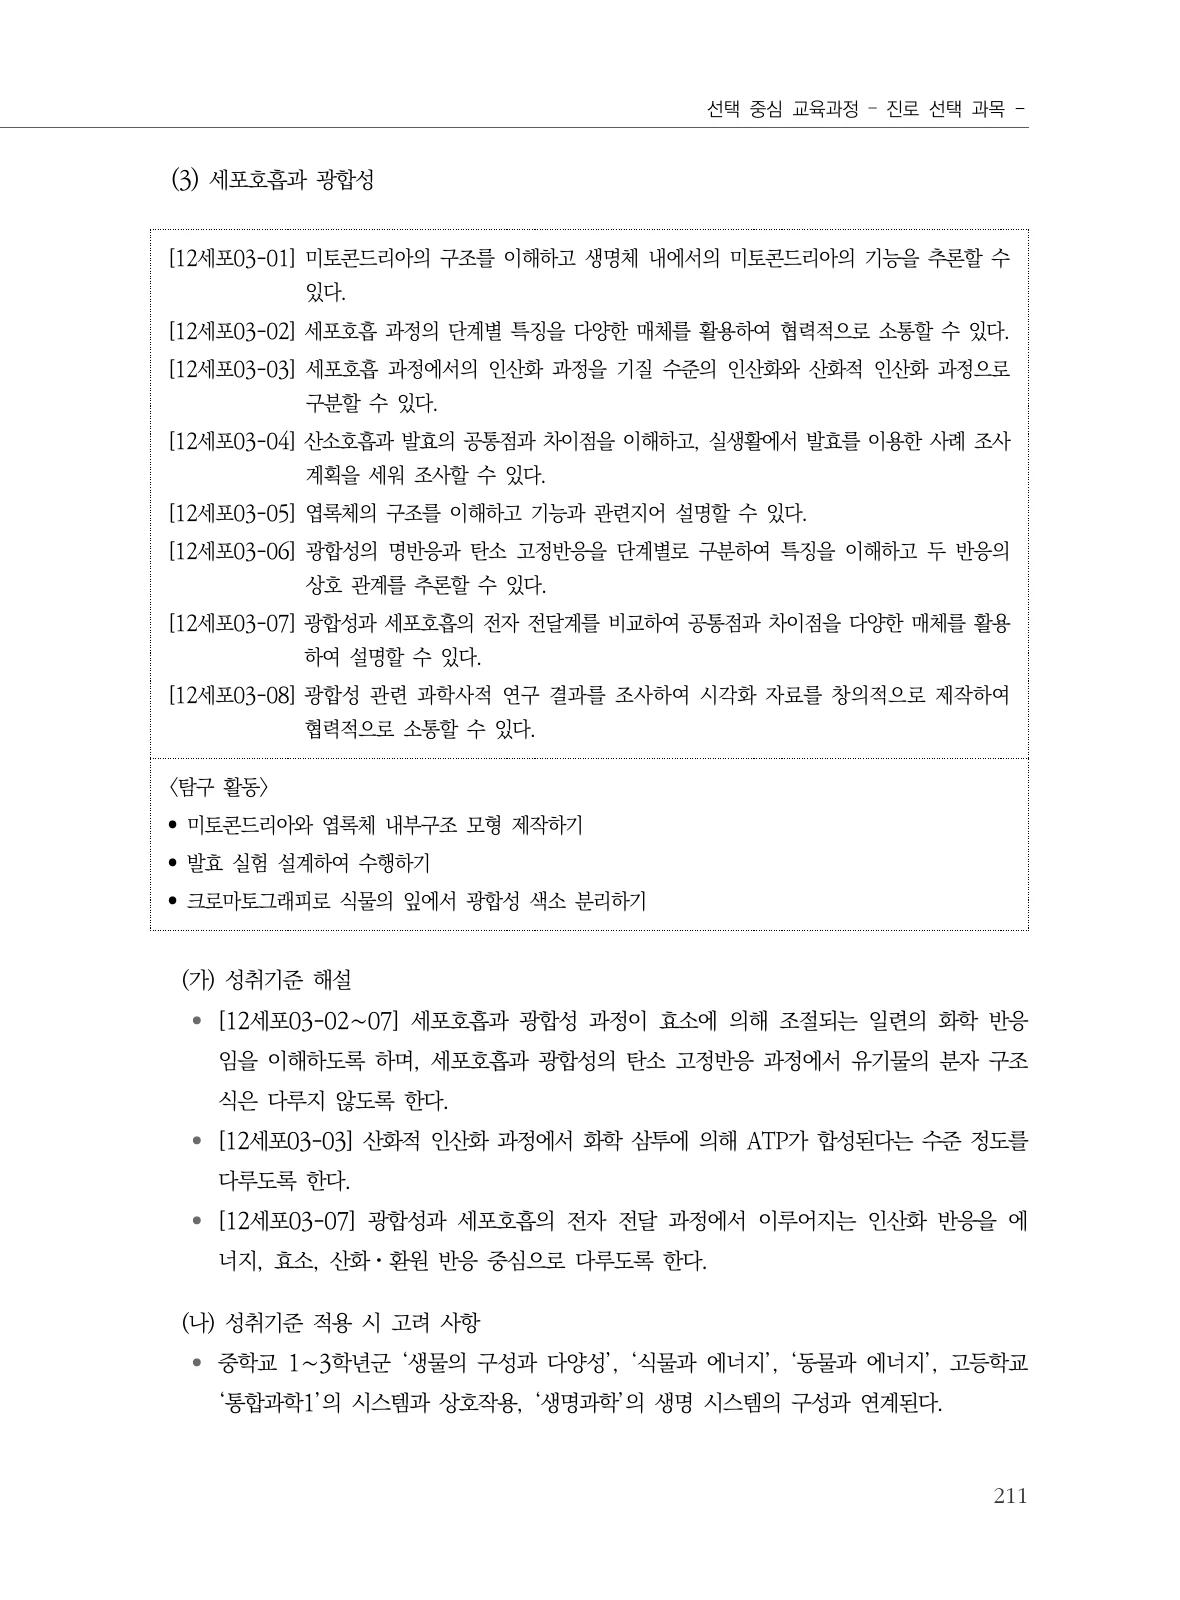 선택 중심 교육과정 - 진로 선택 과목 -
(3) 세포호흡과 광합성
[12세포03-01] 미토콘드리아의 구조를 이해하고 생명체 내에서의 미토콘드리아의 기능을 추론할 수
있다.
[12세포03-02] 세포호흡 과정의 단계별 특징을 다양한 매체를 활용하여 협력적으로 소통할 수 있다.
[12세포03-03] 세포호흡 과정에서의 인산화 과정을 기질 수준의 인산화와 산화적 인산화 과정으로
구분할 수 있다.
[12세포03-04] 산소호흡과 발효의 공통점과 차이점을 이해하고, 실생활에서 발효를 이용한 사례 조사
계획을 세워 조사할 수 있다.
[12세포03-05] 엽록체의 구조를 이해하고 기능과 관련지어 설명할 수 있다.
[12세포03-06] 광합성의 명반응과 탄소 고정반응을 단계별로 구분하여 특징을 이해하고 두 반응의
상호 관계를 추론할 수 있다.
[12세포03-07] 광합성과 세포호흡의 전자 전달계를 비교하여 공통점과 차이점을 다양한 매체를 활용
하여 설명할 수 있다.
[12세포03-08] 광합성 관련 과학사적 연구 결과를 조사하여 시각화 자료를 창의적으로 제작하여
협력적으로 소통할 수 있다.
〈탐구 활동〉
• 미토콘드리아와 엽록체 내부구조 모형 제작하기
• 발효 실험 설계하여 수행하기
• 크로마토그래피로 식물의 잎에서 광합성 색소 분리하기
(가) 성취기준 해설
• [12세포03-02~07] 세포호흡과 광합성 과정이 효소에 의해 조절되는 일련의 화학 반응
임을 이해하도록 하며, 세포호흡과 광합성의 탄소 고정반응 과정에서 유기물의 분자 구조
식은 다루지 않도록 한다.
• [12세포03-03] 산화적 인산화 과정에서 화학 삼투에 의해 ATP가 합성된다는 수준 정도를
다루도록 한다.
• [12세포03-07] 광합성과 세포호흡의 전자 전달 과정에서 이루어지는 인산화 반응을 에
너지, 효소, 산화·환원 반응 중심으로 다루도록 한다.
(나) 성취기준 적용 시 고려 사항
• 중학교 1~3학년군 ‘생물의 구성과 다양성’, ‘식물과 에너지’, ‘동물과 에너지’, 고등학교
‘통합과학1’의 시스템과 상호작용, ‘생명과학’의 생명 시스템의 구성과 연계된다.
211